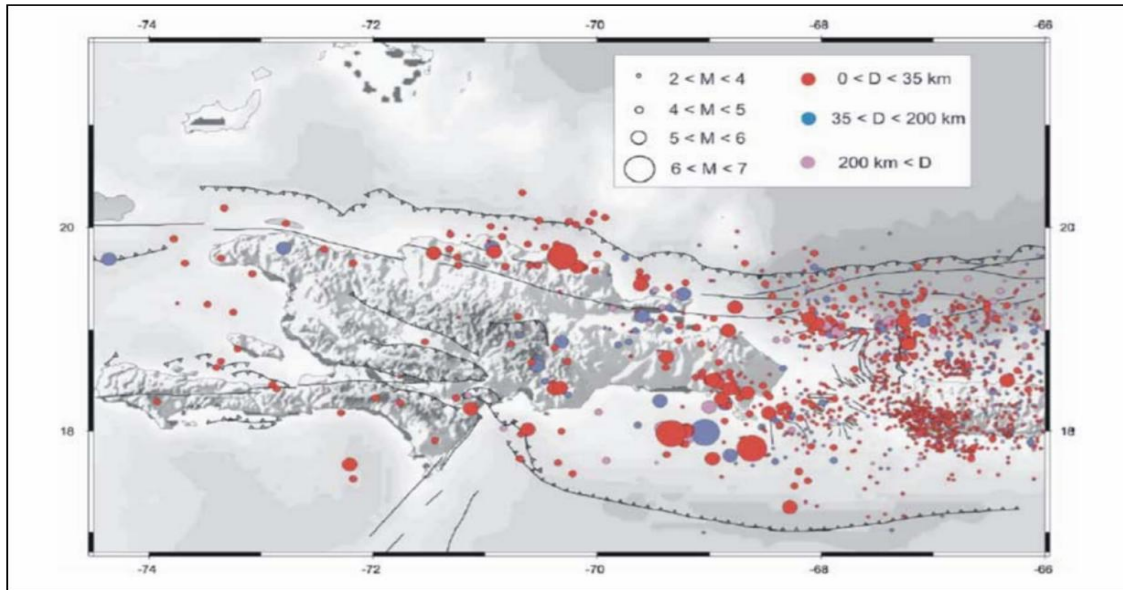 -74 -72 -70 -68 -66
2 < M < 4 0 < D < 35 km
4 < M < 5 35 < D < 200 km
5 < M < 6 200 km < D
6 < M < 7
20 20
18 18
-74 -72 -70 -68 -66